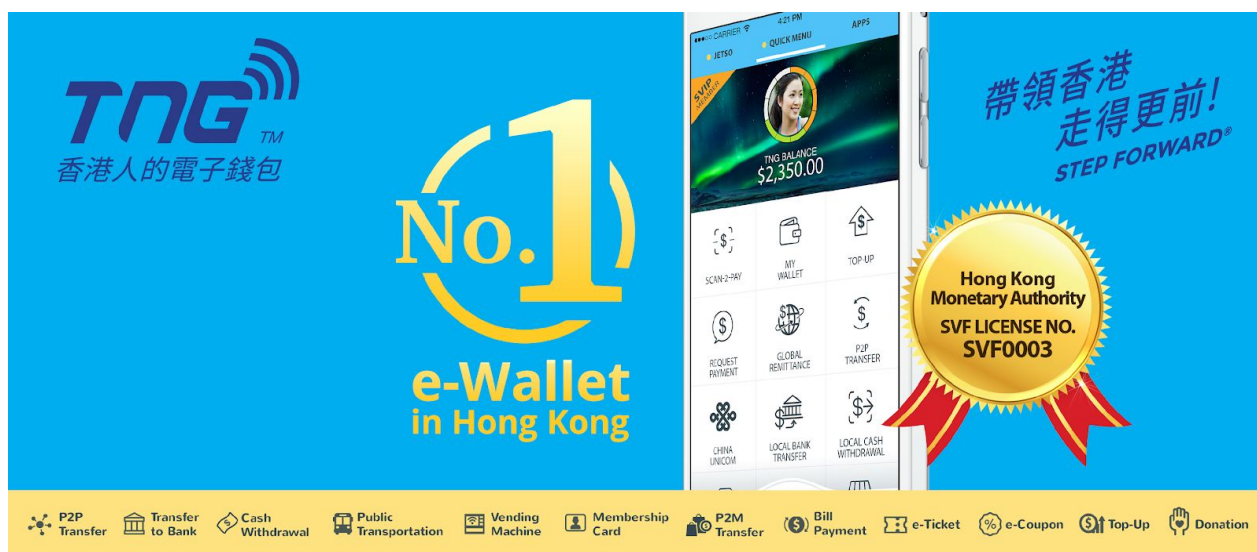 TNG TM
香港人的電子錢包
No.1
e-Wallet
in Hong Kong
CARRIER 4:21 PM
JETSO QUICK MENU APPS
SVIP
MEMBER
TNG BALANCE
$2,350.00
SCAN-2-PAY
MY
WALLET
TOP-UP
REQUEST
PAYMENT
GLOBAL
REMITTANCE
P2P
TRANSFER
CHINA
UNICOM
LOCAL BANK
TRANSFER
LOCAL CASH
WITHDRAWAL
帶領香港
走得更前!
STEP FORWARD®
Hong Kong
Monetary Authority
SVF LICENSE NO.
SVF0003
P2P
Transfer
Transfer
to Bank
Cash
Withdrawal
Public
Transportation
Vending
Machine
Membership
Card
P2M
Transfer
Bill
Payment
e-Ticket
e-Coupon
Top-Up
Donation